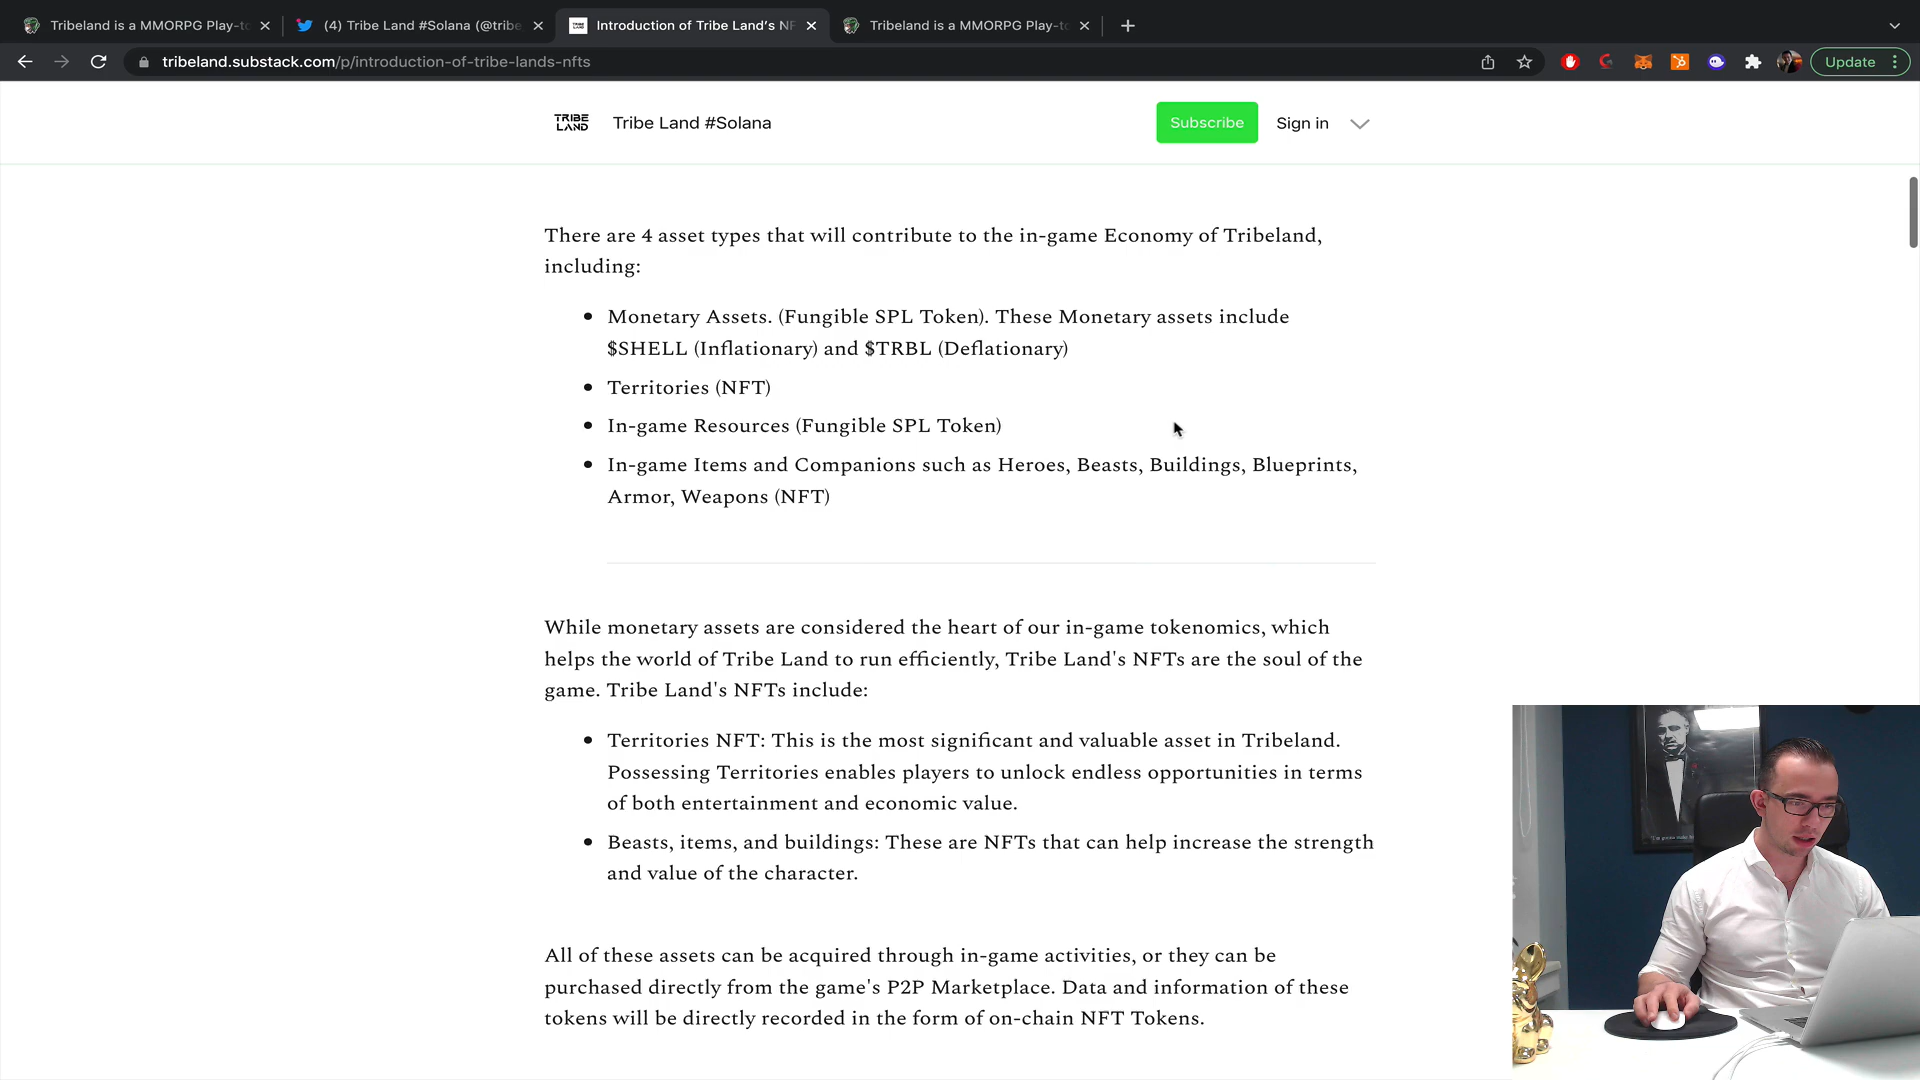 Tribeland is a MMORPG Play-to
(4) Tribe Land #Solana (@tribe
Introduction of Tribe Land's NF
Tribeland is a MMORPG Play-to
tribeland.substack.com/p/introduction-of-tribe-lands-nfts
Update
TRIBE
LAND
Tribe Land #Solana
Subscribe
Sign in
There are 4 asset types that will contribute to the in-game Economy of Tribeland,
including:
• Monetary Assets. (Fungible SPL Token). These Monetary assets include
$SHELL (Inflationary) and $TRBL (Deflationary)
• Territories (NFT)
• In-game Resources (Fungible SPL Token)
• In-game Items and Companions such as Heroes, Beasts, Buildings, Blueprints,
Armor, Weapons (NFT)
While monetary assets are considered the heart of our in-game tokenomics, which
helps the world of Tribe Land to run efficiently, Tribe Land's NFTs are the soul of the
game. Tribe Land's NFTs include:
• Territories NFT: This is the most significant and valuable asset in Tribeland.
Possessing Territories enables players to unlock endless opportunities in terms
of both entertainment and economic value.
• Beasts, items, and buildings: These are NFTs that can help increase the strength
and value of the character.
All of these assets can be acquired through in-game activities, or they can be
purchased directly from the game's P2P Marketplace. Data and information of these
tokens will be directly recorded in the form of on-chain NFT Tokens.